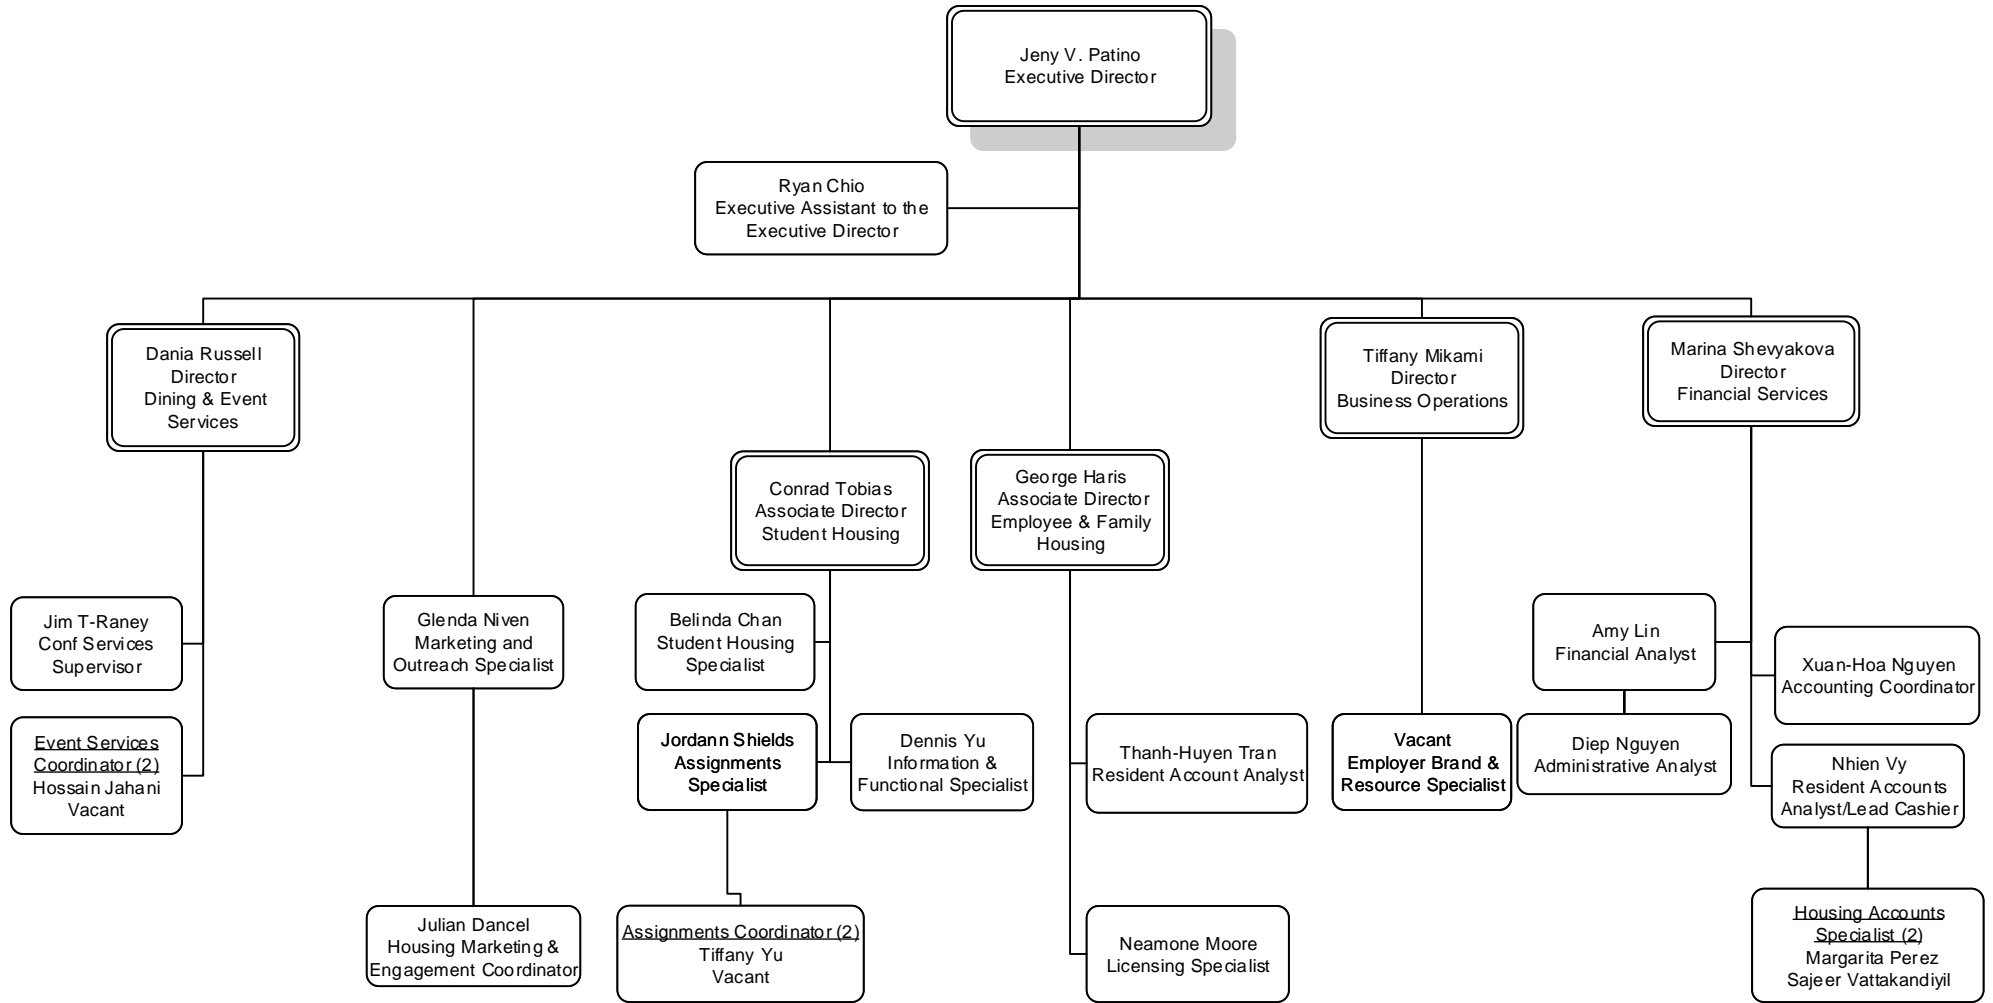 Jeny V. Patino
Executive Director
Ryan Chio
Executive Assistant to the
Executive Director
Dania Russell
Director
Dining & Event
Services
Tiffany Mikami
Director
Business Operations
Marina Shevyakova
Director
Financial Services
Conrad Tobias
Associate Director
Student Housing
George Haris
Associate Director
Employee & Family
Housing
Jim T-Raney
Conf Services
Supervisor
Glenda Niven
Marketing and
Outreach Specialist
Belinda Chan
Student Housing
Specialist
Amy Lin
Financial Analyst
Xuan-Hoa Nguyen
Accounting Coordinator
Event Services
Coordinator (2)
Hossain Jahani
Vacant
Jordann Shields
Assignments
Specialist
Dennis Yu
Information &
Functional Specialist
Thanh-Huyen Tran
Resident Account Analyst
Vacant
Employer Brand &
Resource Specialist
Diep Nguyen
Administrative Analyst
Nhien Vy
Resident Accounts
Analyst/Lead Cashier
Julian Dancel
Housing Marketing &
Engagement Coordinator
Assignments Coordinator (2)
Tiffany Yu
Vacant
Neamone Moore
Licensing Specialist
Housing Accounts
Specialist (2)
Margarita Perez
Sajeer Vattakandiyil